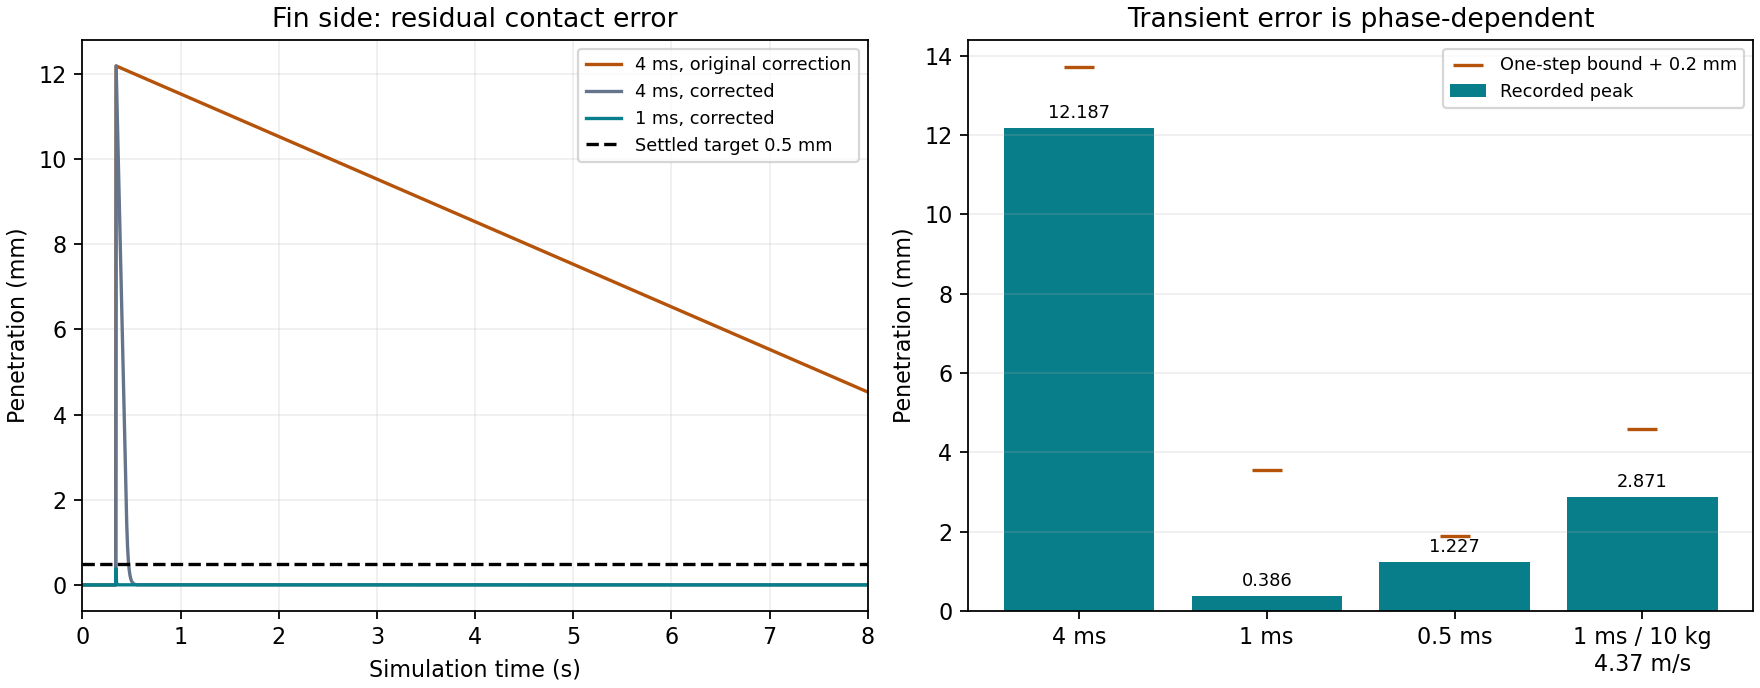 Fin side: residual contact error
Penetration (mm)
12
10
8
6
4
2
0
4 ms, original correction
4 ms, corrected
1 ms, corrected
Settled target 0.5 mm
0 1 2 3 4 5 6 7 8
Simulation time (s)
Transient error is phase-dependent
Penetration (mm)
14
12
10
8
6
4
2
0
One-step bound + 0.2 mm
Recorded peak
12.187
0.386
1.227
2.871
4 ms 1 ms 0.5 ms 1 ms / 10 kg
4.37 m/s